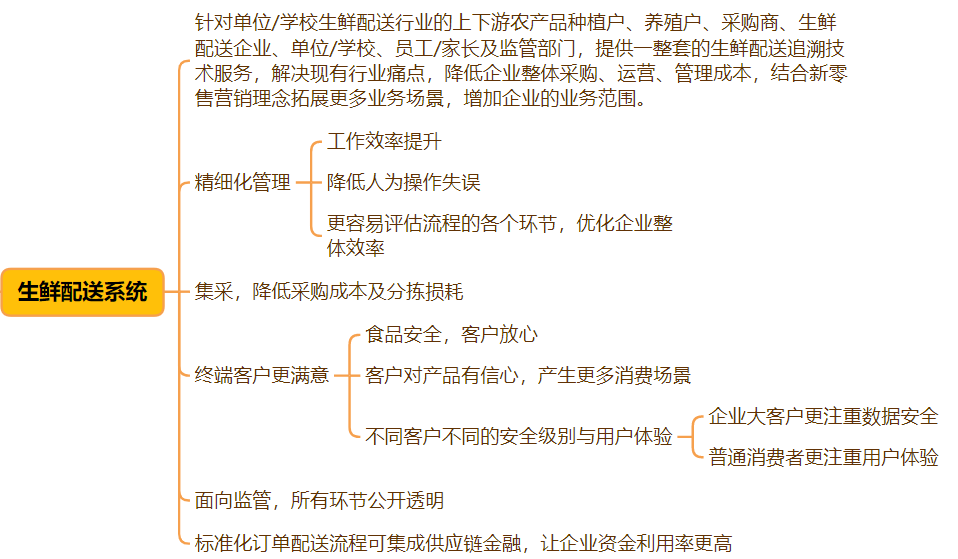 针对单位/学校生鲜配送行业的上下游农产品种植户、养殖户、采购商、生鲜
配送企业、单位/学校、员工/家长及监管部门，提供一整套的生鲜配送追溯技
术服务，解决现有行业痛点，降低企业整体采购、运营、管理成本，结合新零
售营销理念拓展更多业务场景，增加企业的业务范围。
工作效率提升
精细化管理
降低人为操作失误
更容易评估流程的各个环节，优化企业整
体效率
生鲜配送系统
集采，降低采购成本及分拣损耗
食品安全，客户放心
终端客户更满意
客户对产品有信心，产生更多消费场景
企业大客户更注重数据安全
不同客户不同的安全级别与用户体验
普通消费者更注重用户体验
面向监管，所有环节公开透明
标准化订单配送流程可集成供应链金融，让企业资金利用率更高